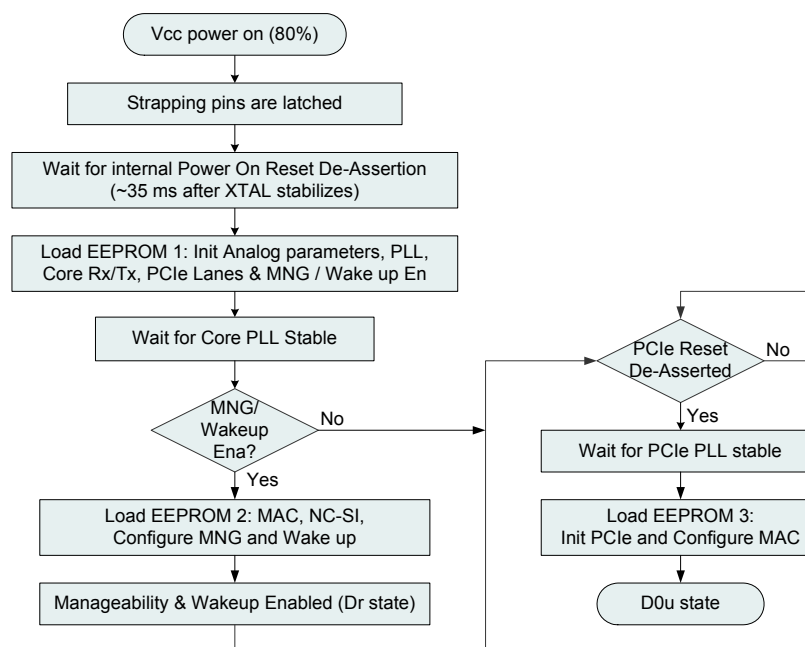 Vcc power on (80%)
Strapping pins are latched
Wait for internal Power On Reset De-Assertion
(~35 ms after XTAL stabilizes)
Load EEPROM 1: Init Analog parameters, PLL,
Core Rx/Tx, PCIe Lanes & MNG / Wake up En
Wait for Core PLL Stable
MNG/
Wakeup
Ena?
No
Yes
Load EEPROM 2: MAC, NC-SI,
Configure MNG and Wake up
Manageability & Wakeup Enabled (Dr state)
PCIe Reset
De-Asserted
No
Yes
Wait for PCIe PLL stable
Load EEPROM 3:
Init PCIe and Configure MAC
D0u state